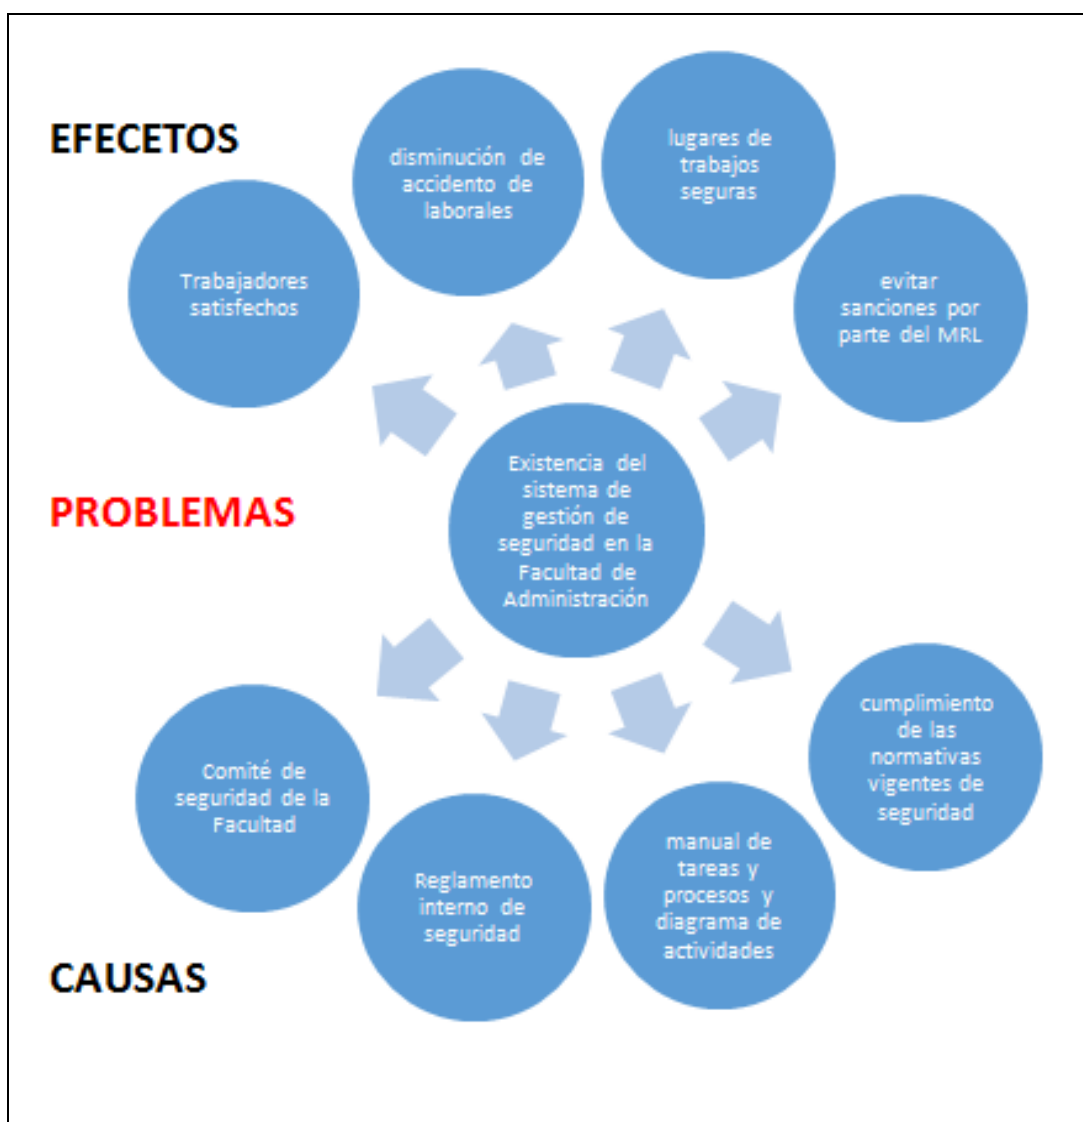 EFECETOS
disminución de
accidento de
laborales
lugares de
trabajos
seguras
Trabajadores
satisfechos
evitar
sanciones por
parte del MRL
PROBLEMAS
Existencia del
sistema de
gestión de
seguridad en la
Facultad de
Administración
Comité de
seguridad de la
Facultad
Reglamento
interno de
seguridad
manual de
tareas y
procesos y
diagrama de
actividades
cumplimiento
de las
normativas
vigentes de
seguridad
CAUSAS